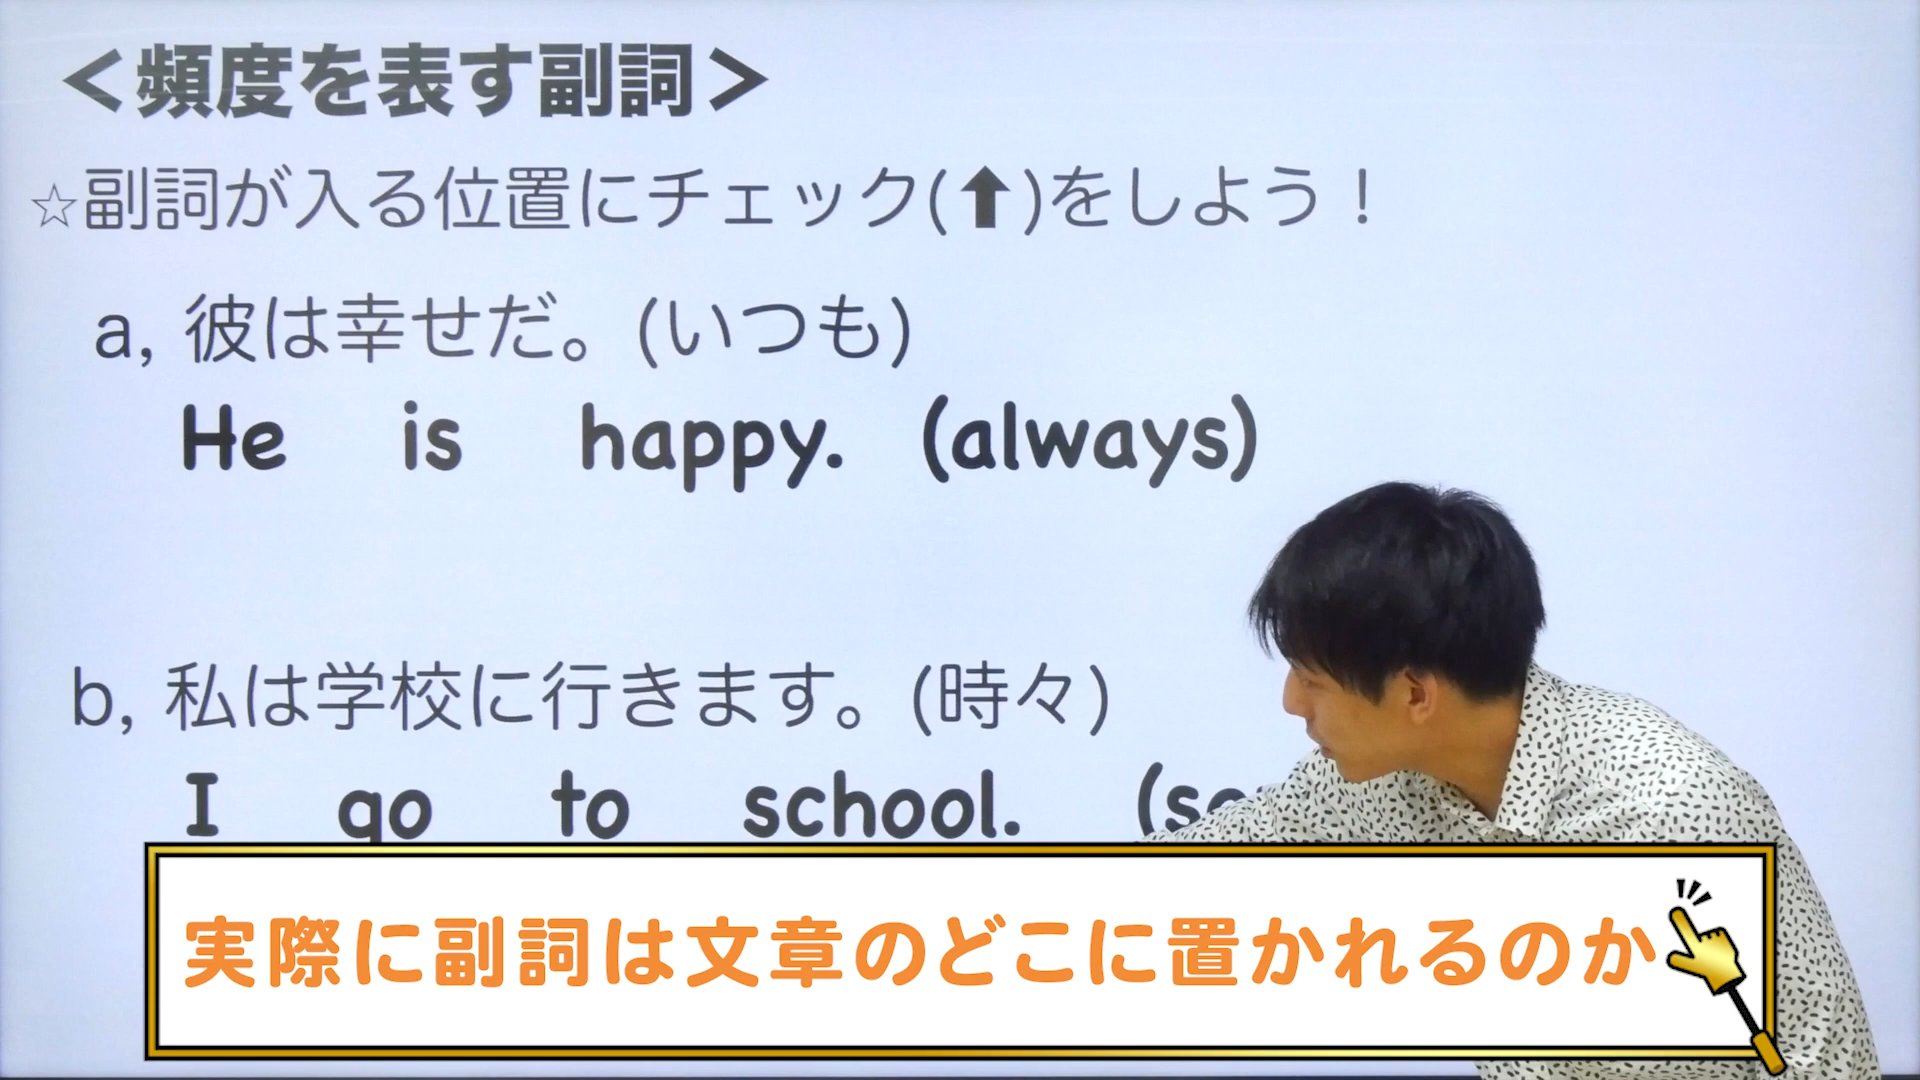 ＜頻度を表す副詞＞
☆副詞が入る位置にチェック(⬆)をしよう！
a, 彼は幸せだ。(いつも)
He is happy. (always)
b, 私は学校に行きます。(時々)
I go to school.
実際に副詞は文章のどこに置かれるのか